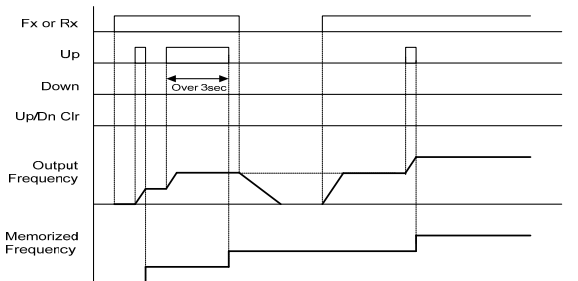 Fx or Rx
Up
Over 3sec
Down
Up/Dn Clr
Output
Frequency
Memorized
Frequency